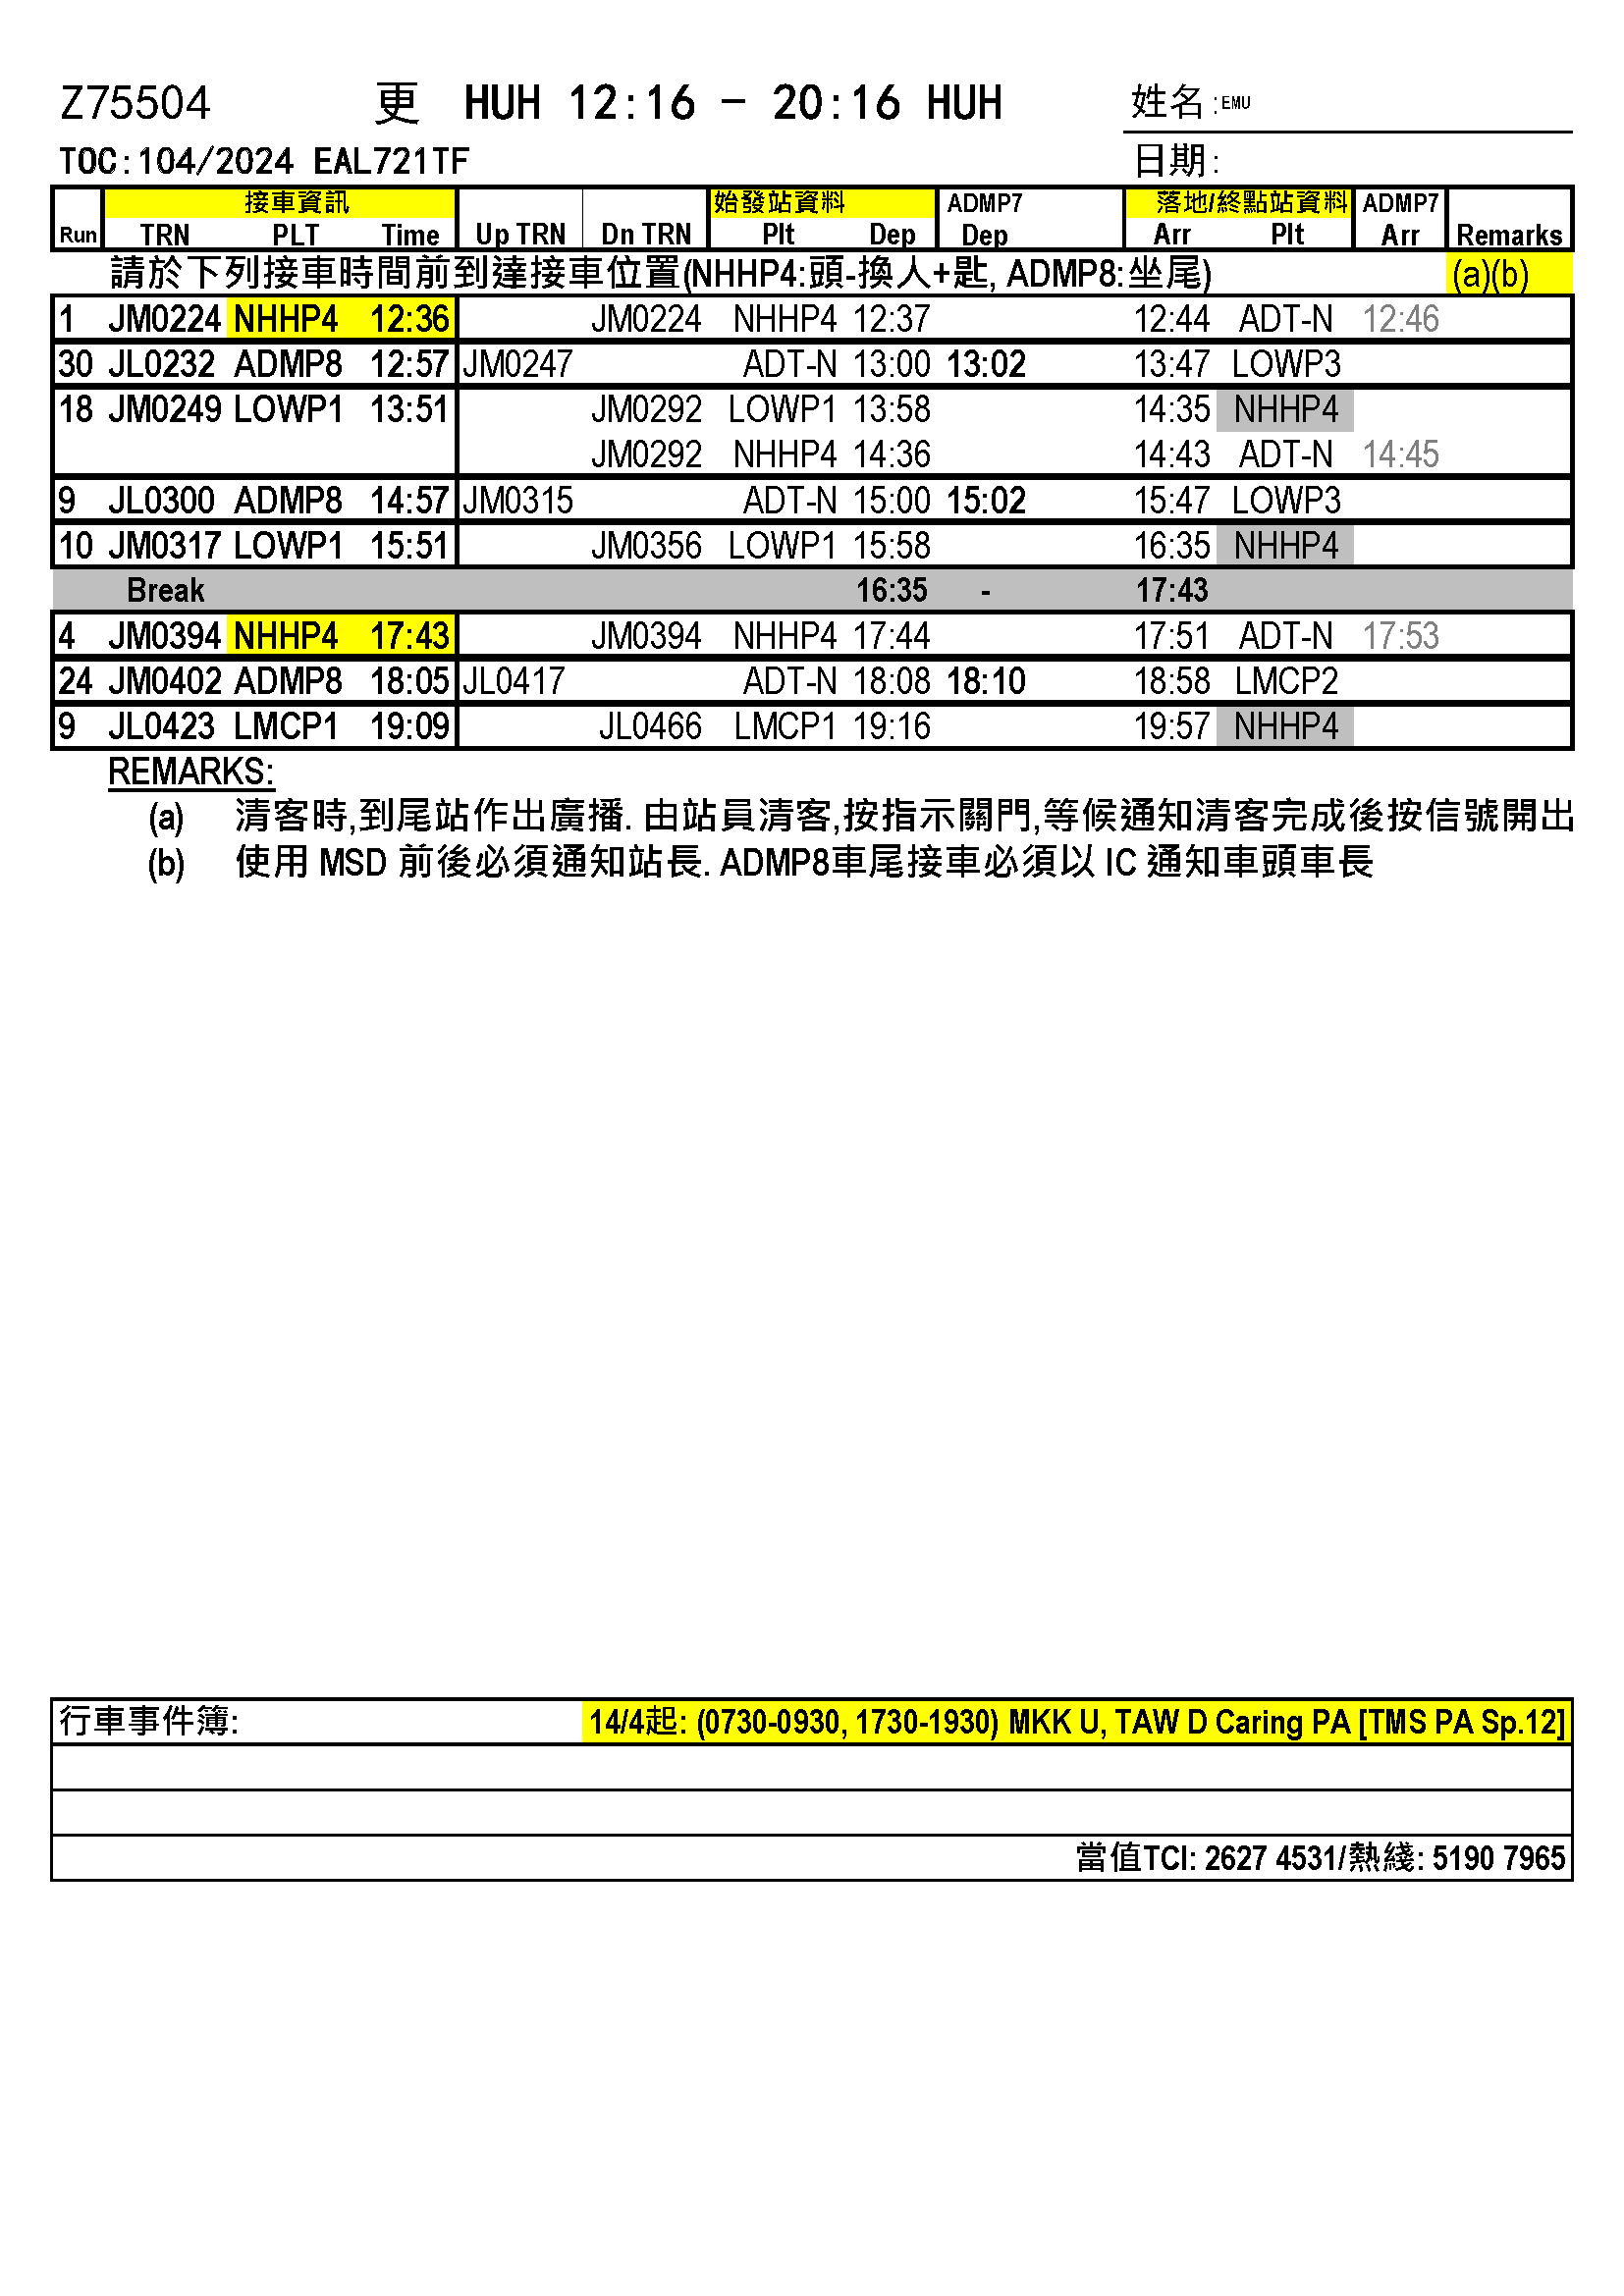 Z75504 更 HUH 12:16 - 20:16 HUH 姓名:EMU
TOC:104/2024 EAL721TF 日期:
接車資訊 始發站資料 ADMP7 落地/終點站資料 ADMP7
Run TRN PLT Time Up TRN Dn TRN Plt Dep Dep Arr Plt Arr Remarks
請於下列接車時間前到達接車位置(NHHP4:頭-換人+匙, ADMP8:坐尾) (a)(b)
1 JM0224 NHHP4 12:36 JM0224 NHHP4 12:37 12:44 ADT-N 12:46
30 JL0232 ADMP8 12:57 JM0247 ADT-N 13:00 13:02 13:47 LOWP3
18 JM0249 LOWP1 13:51 JM0292 LOWP1 13:58 14:35 NHHP4
JM0292 NHHP4 14:36 14:43 ADT-N 14:45
9 JL0300 ADMP8 14:57 JM0315 ADT-N 15:00 15:02 15:47 LOWP3
10 JM0317 LOWP1 15:51 JM0356 LOWP1 15:58 16:35 NHHP4
Break 16:35 - 17:43
4 JM0394 NHHP4 17:43 JM0394 NHHP4 17:44 17:51 ADT-N 17:53
24 JM0402 ADMP8 18:05 JL0417 ADT-N 18:08 18:10 18:58 LMCP2
9 JL0423 LMCP1 19:09 JL0466 LMCP1 19:16 19:57 NHHP4
REMARKS:
(a) 清客時,到尾站作出廣播. 由站員清客,按指示關門,等候通知清客完成後按信號開出
(b) 使用 MSD 前後必須通知站長. ADMP8車尾接車必須以 IC 通知車頭車長
行車事件簿: 14/4起: (0730-0930, 1730-1930) MKK U, TAW D Caring PA [TMS PA Sp.12]
當值TCI: 2627 4531/熱綫: 5190 7965